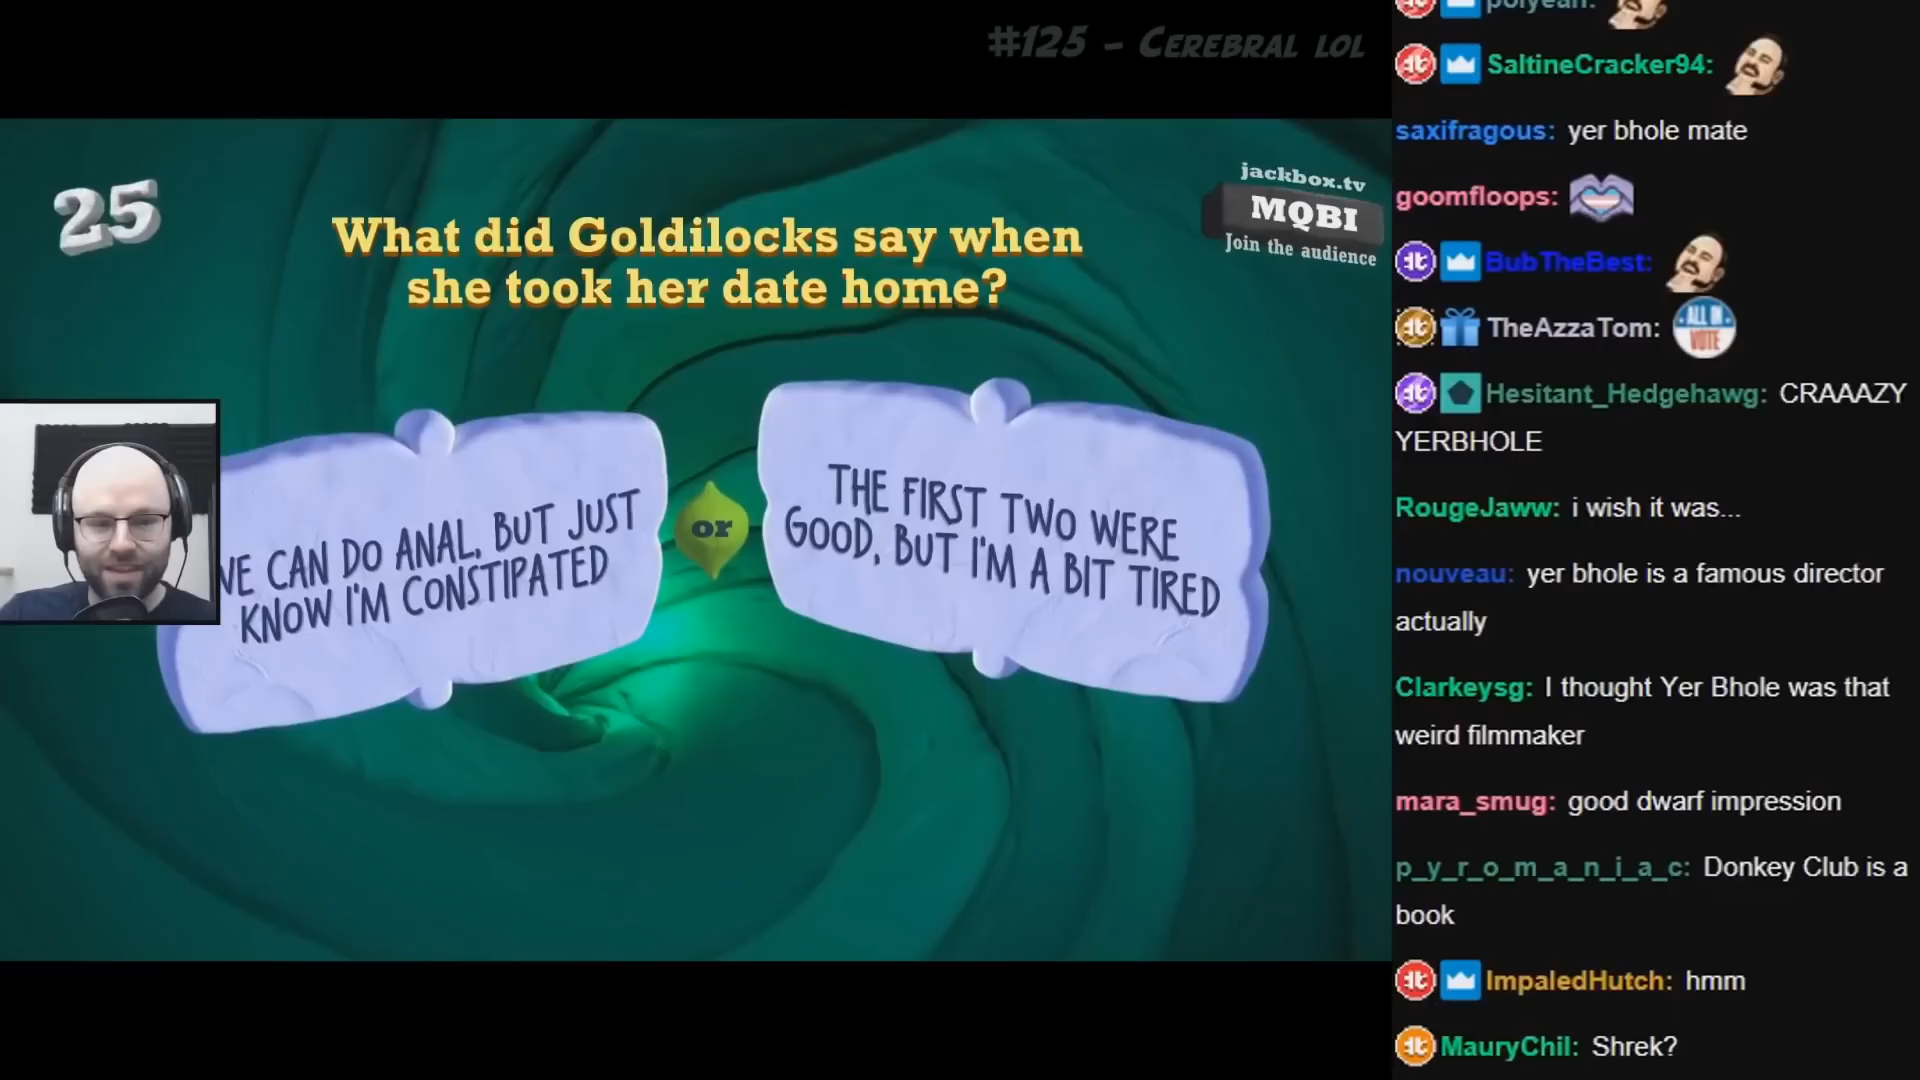 #125 - CEREBRAL LOL
25
What did Goldilocks say when
she took her date home?
jackbox.tv
MQBI
Join the audience
WE CAN DO ANAL, BUT JUST
KNOW I'M CONSTIPATED
or
THE FIRST TWO WERE
GOOD, BUT I'M A BIT TIRED
polyeah:
SaltineCracker94:
saxifragous: yer bhole mate
goomfloops:
BubTheBest:
TheAzzaTom: ALL IN VOTE
Hesitant_Hedgehawg: CRAAAZY
YERBHOLE
RougeJaww: i wish it was...
nouveau: yer bhole is a famous director
actually
Clarkeysg: I thought Yer Bhole was that
weird filmmaker
mara_smug: good dwarf impression
p_y_r_o_m_a_n_i_a_c: Donkey Club is a
book
ImpaledHutch: hmm
MauryChil: Shrek?